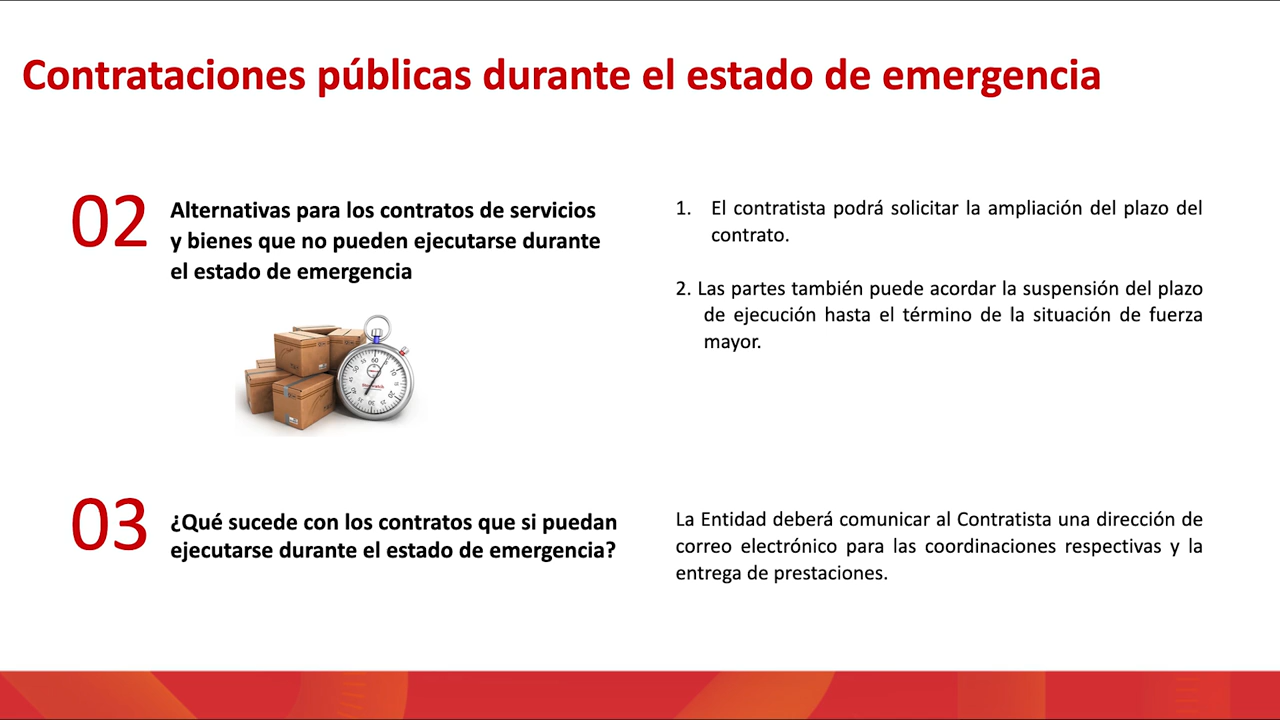 Contrataciones públicas durante el estado de emergencia
02
Alternativas para los contratos de servicios
y bienes que no pueden ejecutarse durante
el estado de emergencia
1. El contratista podrá solicitar la ampliación del plazo del
contrato.
2. Las partes también puede acordar la suspensión del plazo
de ejecución hasta el término de la situación de fuerza
mayor.
03
¿Qué sucede con los contratos que si puedan
ejecutarse durante el estado de emergencia?
La Entidad deberá comunicar al Contratista una dirección de
correo electrónico para las coordinaciones respectivas y la
entrega de prestaciones.